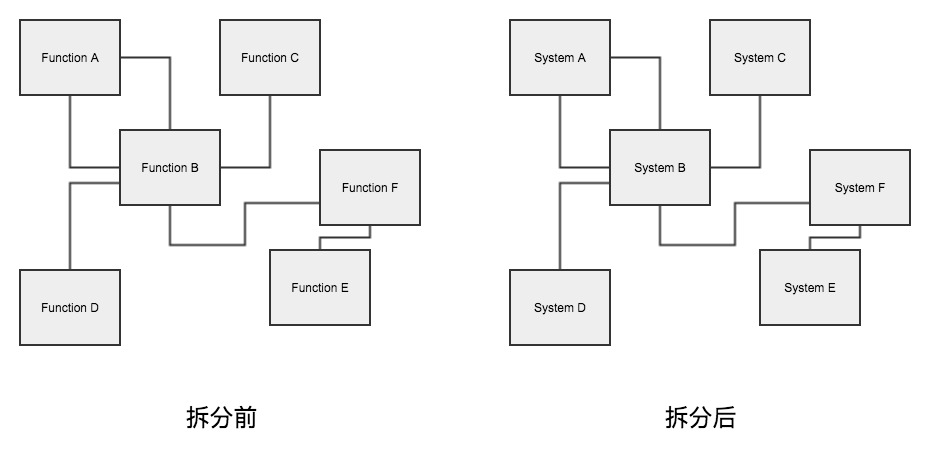 Function A
Function C
Function B
Function F
Function E
Function D
拆分前
System A
System C
System B
System F
System E
System D
拆分后